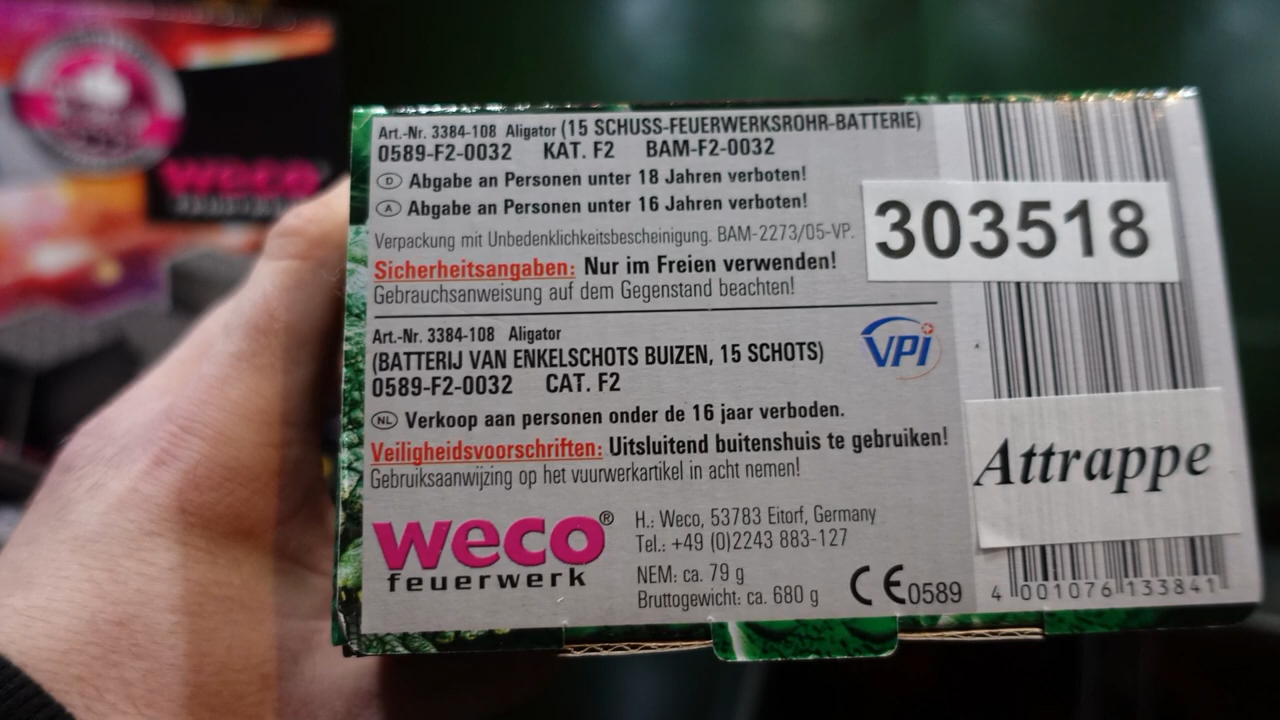 Art.-Nr. 3384-108 Aligator (15 SCHUSS-FEUERWERKSROHR-BATTERIE)
0589-F2-0032 KAT. F2 BAM-F2-0032
D Abgabe an Personen unter 18 Jahren verboten!
A Abgabe an Personen unter 16 Jahren verboten!
Verpackung mit Unbedenklichkeitsbescheinigung. BAM-2273/05-VP.
Sicherheitsangaben: Nur im Freien verwenden!
Gebrauchsanweisung auf dem Gegenstand beachten!
303518
Art.-Nr. 3384-108 Aligator
(BATTERIJ VAN ENKELSCHOTS BUIZEN, 15 SCHOTS)
0589-F2-0032 CAT. F2
VPi
NL Verkoop aan personen onder de 16 jaar verboden.
Veiligheidsvoorschriften: Uitsluitend buitenshuis te gebruiken!
Gebruiksaanwijzing op het vuurwerkartikel in acht nemen!
Attrappe
weco®
feuerwerk
H.: Weco, 53783 Eitorf, Germany
Tel.: +49 (0)2243 883-127
NEM: ca. 79 g
Bruttogewicht: ca. 680 g
CE0589
4 001076 133841
weco